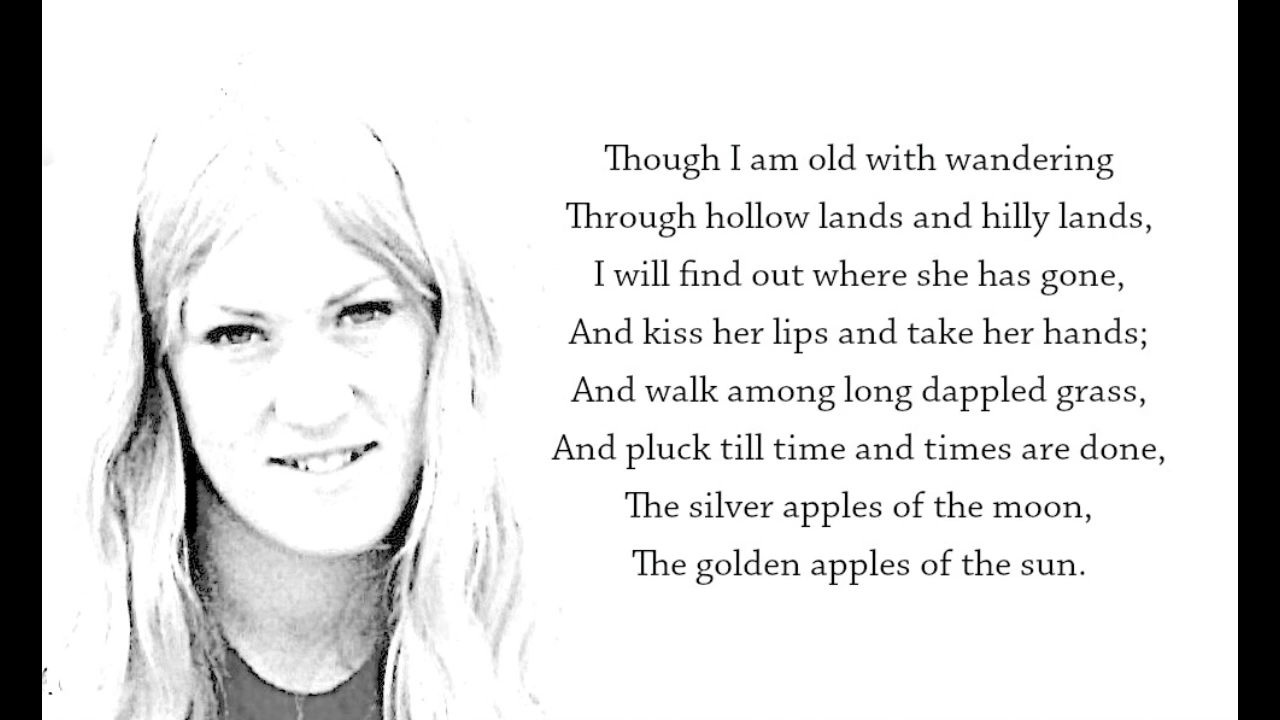 Though I am old with wandering
Through hollow lands and hilly lands,
I will find out where she has gone,
And kiss her lips and take her hands;
And walk among long dappled grass,
And pluck till time and times are done,
The silver apples of the moon,
The golden apples of the sun.